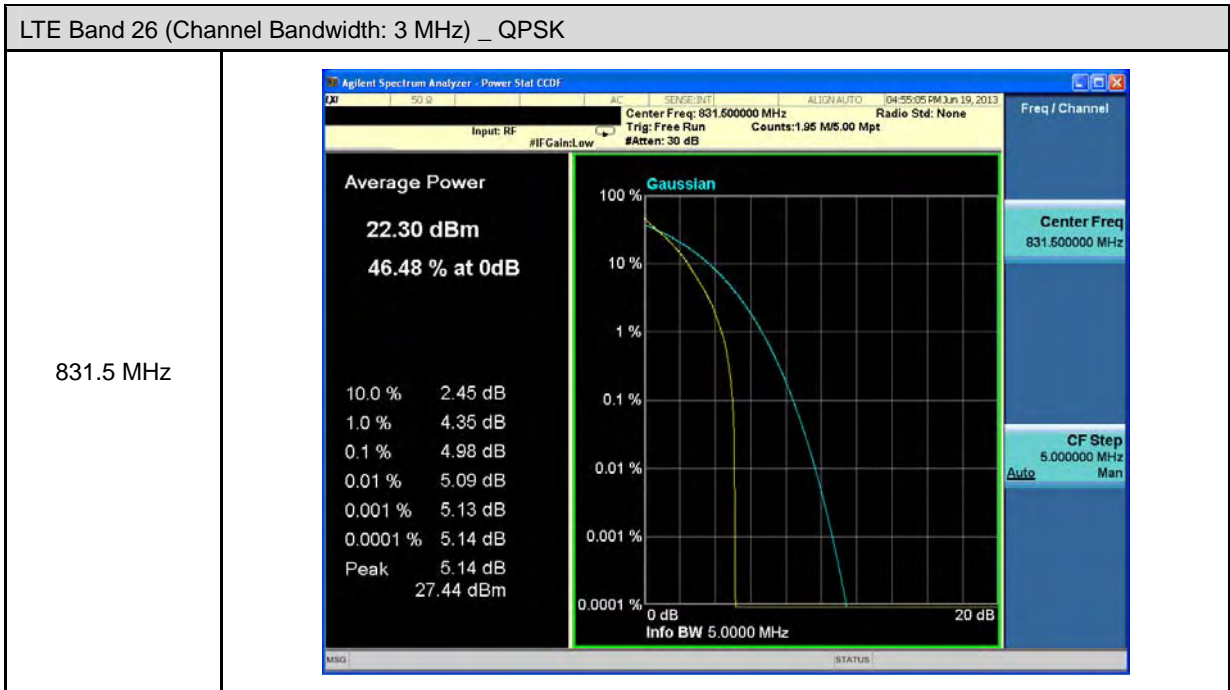 LTE Band 26 (Channel Bandwidth: 3 MHz) _ QPSK
831.5 MHz
Agilent Spectrum Analyzer - Power Stat CCDF
LXI 50 Ω AC SENSE:INT ALIGN AUTO 04:55:05 PM Jun 19, 2013
Center Freq: 831.500000 MHz Radio Std: None
Input: RF Trig: Free Run Counts:1.95 M/5.00 Mpt
#IFGain:Low #Atten: 30 dB
Freq / Channel
Average Power
22.30 dBm
46.48 % at 0dB
10.0 % 2.45 dB
1.0 % 4.35 dB
0.1 % 4.98 dB
0.01 % 5.09 dB
0.001 % 5.13 dB
0.0001 % 5.14 dB
Peak 5.14 dB
27.44 dBm
Gaussian
100 %
10 %
1 %
0.1 %
0.01 %
0.001 %
0.0001 %
0 dB 20 dB
Info BW 5.0000 MHz
Center Freq
831.500000 MHz
CF Step
5.000000 MHz
Auto Man
MSG STATUS